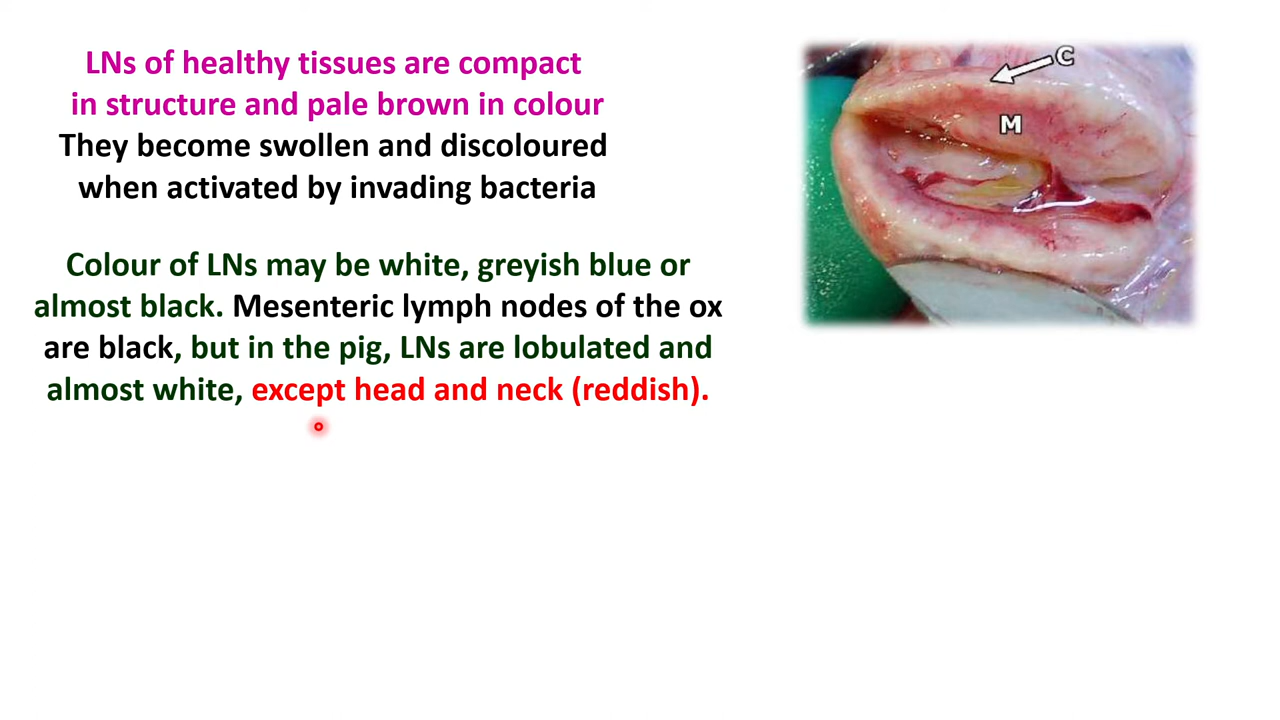 LNs of healthy tissues are compact
in structure and pale brown in colour
They become swollen and discoloured
when activated by invading bacteria
Colour of LNs may be white, greyish blue or
almost black. Mesenteric lymph nodes of the ox
are black, but in the pig, LNs are lobulated and
almost white, except head and neck (reddish).
C
M